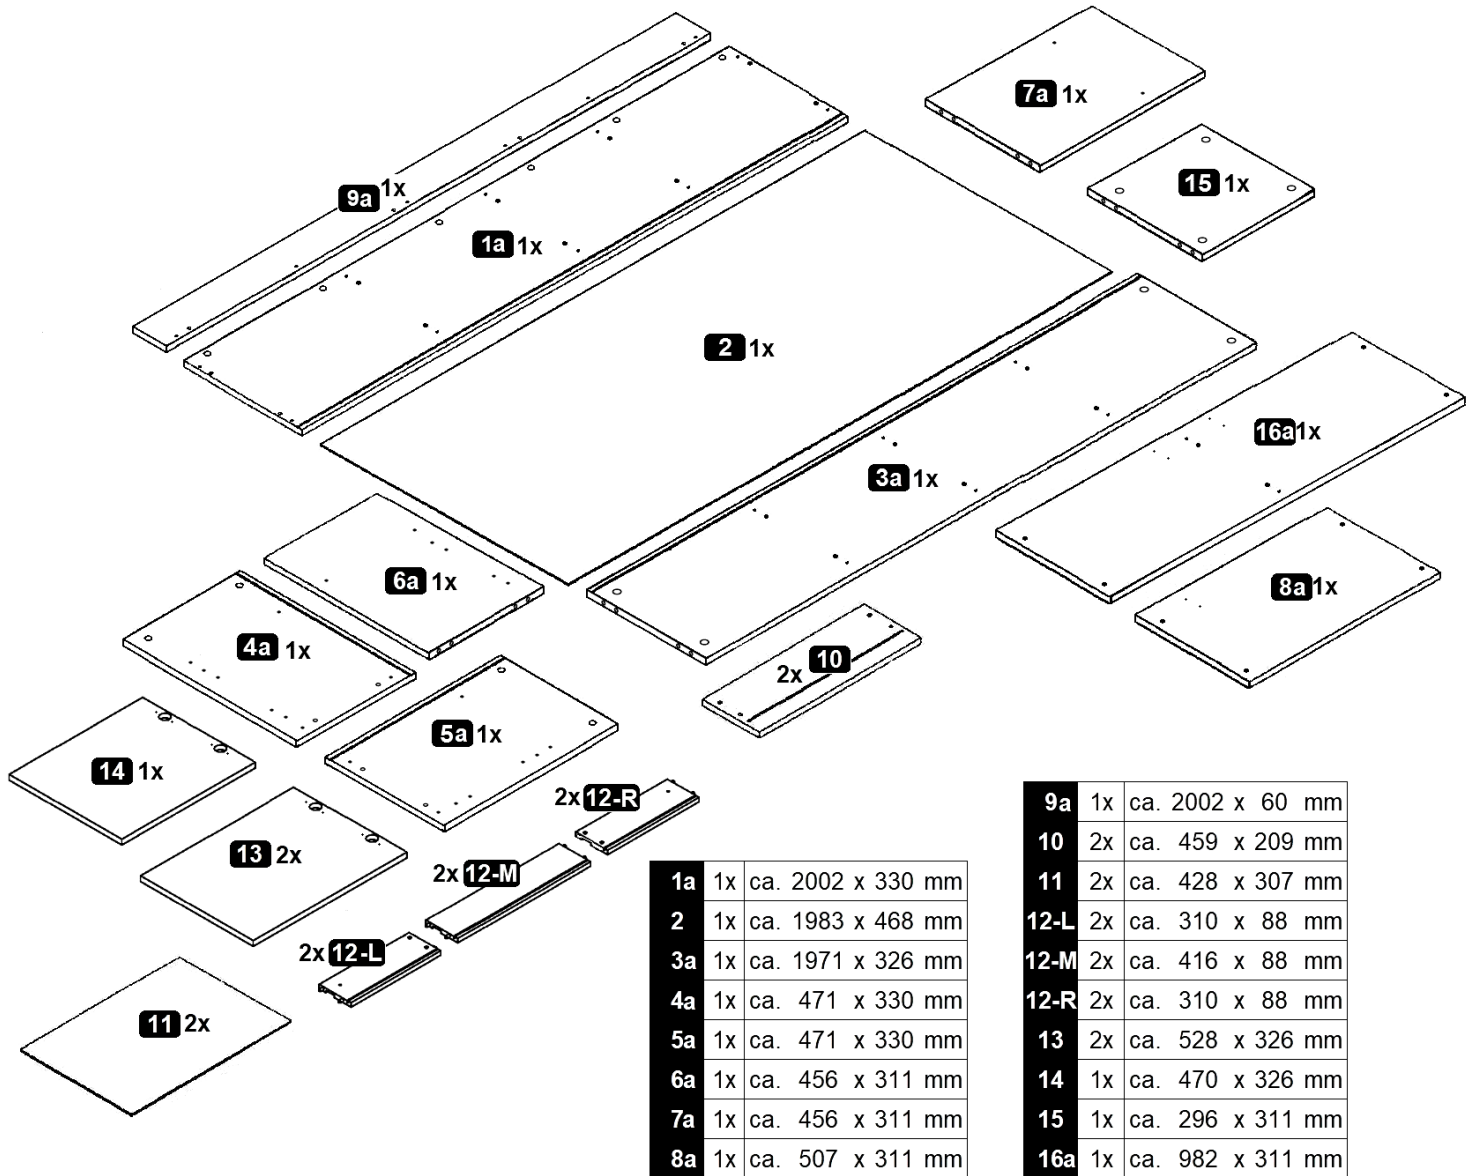 7a 1x
15 1x
9a 1x
1a 1x
2 1x
16a 1x
3a 1x
6a 1x
8a 1x
4a 1x
2x 10
5a 1x
14 1x
2x 12-R
13 2x
2x 12-M
2x 12-L
11 2x
1a 1x ca. 2002 x 330 mm
2 1x ca. 1983 x 468 mm
3a 1x ca. 1971 x 326 mm
4a 1x ca. 471 x 330 mm
5a 1x ca. 471 x 330 mm
6a 1x ca. 456 x 311 mm
7a 1x ca. 456 x 311 mm
8a 1x ca. 507 x 311 mm
9a 1x ca. 2002 x 60 mm
10 2x ca. 459 x 209 mm
11 2x ca. 428 x 307 mm
12-L 2x ca. 310 x 88 mm
12-M 2x ca. 416 x 88 mm
12-R 2x ca. 310 x 88 mm
13 2x ca. 528 x 326 mm
14 1x ca. 470 x 326 mm
15 1x ca. 296 x 311 mm
16a 1x ca. 982 x 311 mm